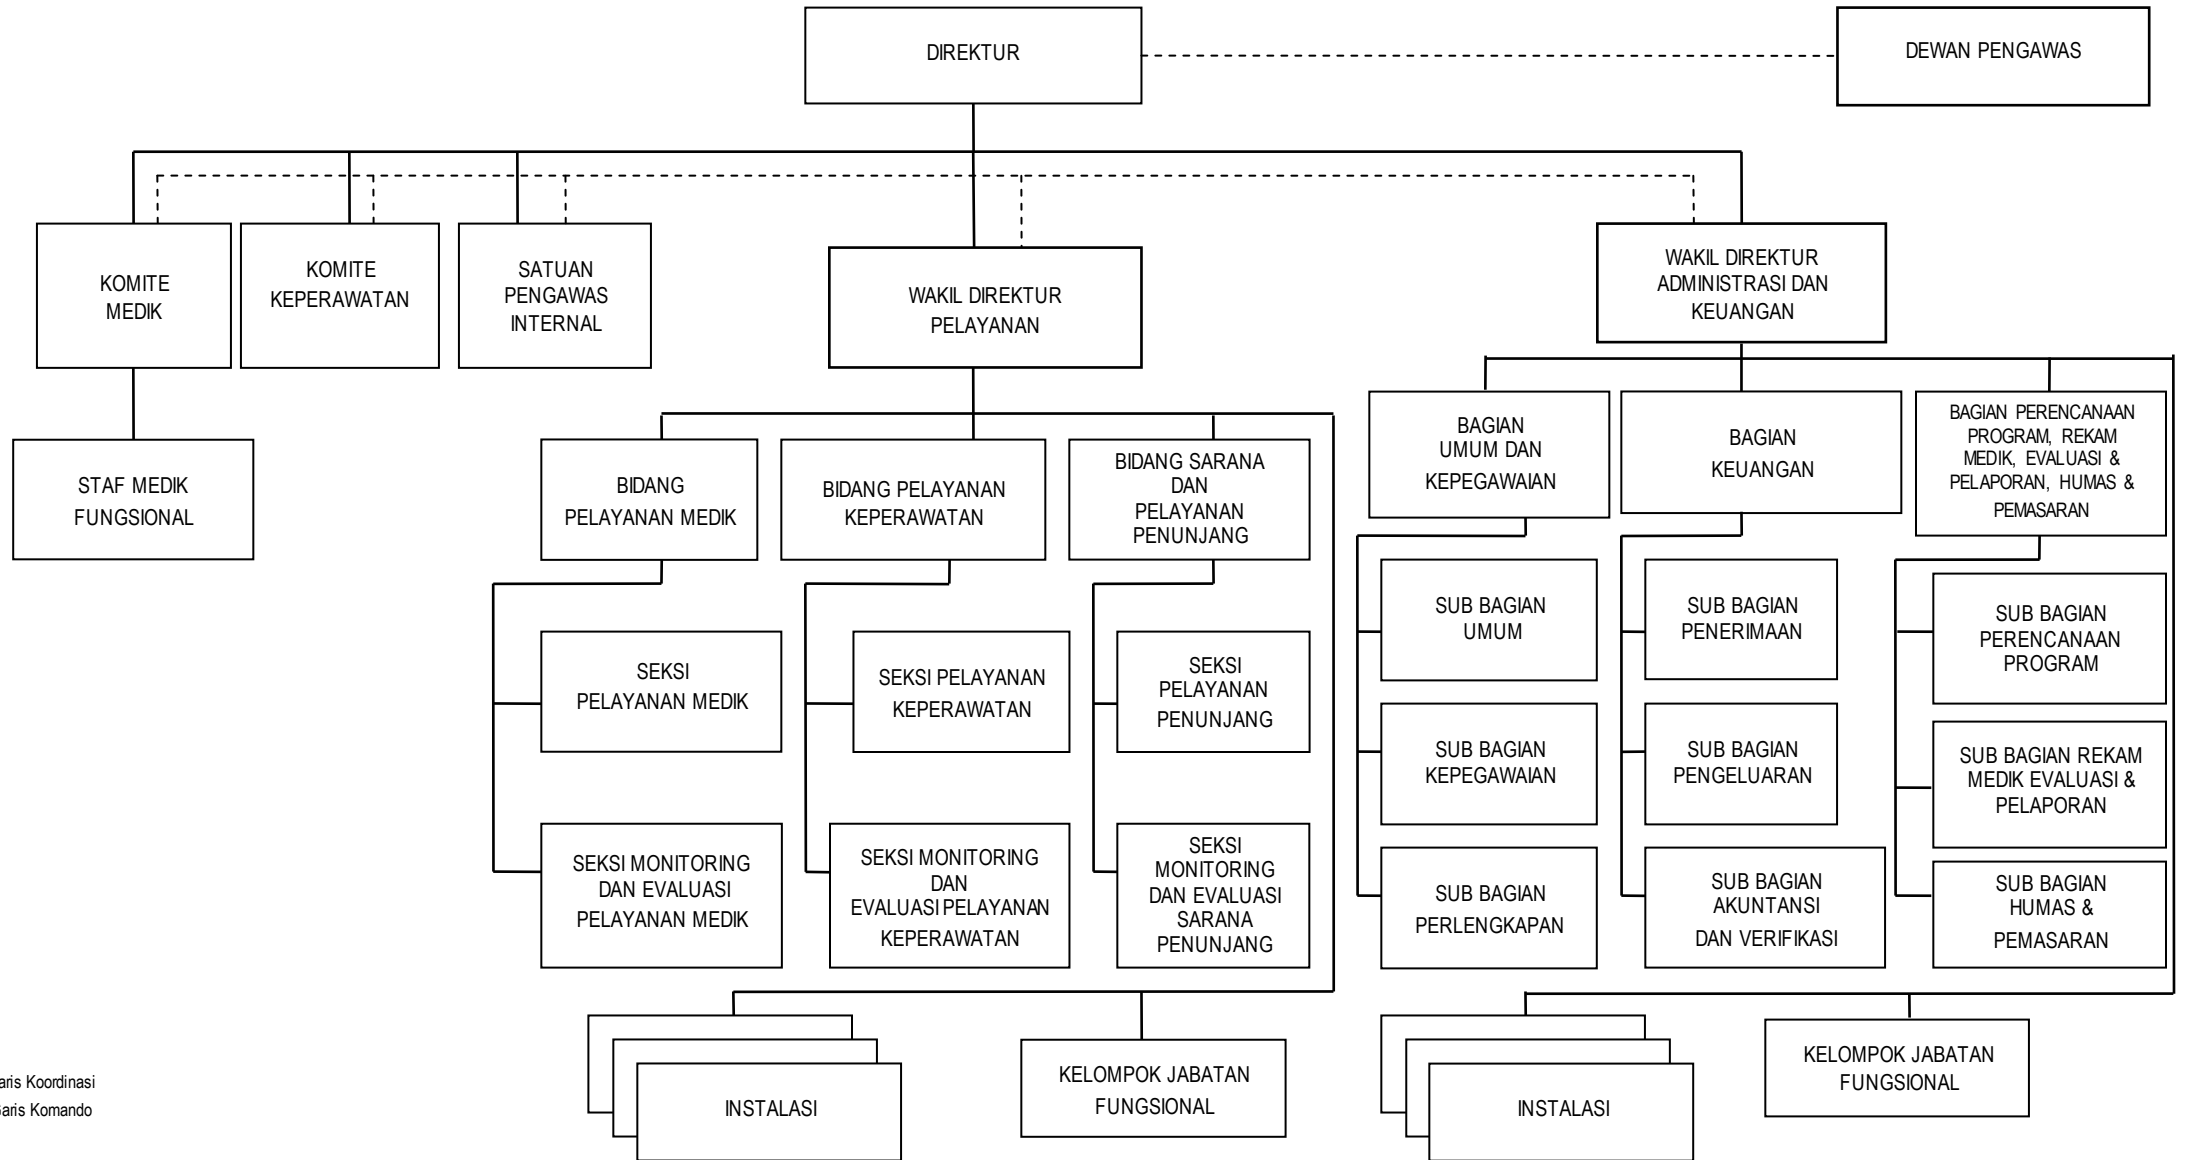 DIREKTUR
DEWAN PENGAWAS
KOMITE
MEDIK
KOMITE
KEPERAWATAN
SATUAN
PENGAWAS
INTERNAL
WAKIL DIREKTUR
PELAYANAN
WAKIL DIREKTUR
ADMINISTRASI DAN
KEUANGAN
STAF MEDIK
FUNGSIONAL
BIDANG
PELAYANAN MEDIK
BIDANG PELAYANAN
KEPERAWATAN
BIDANG SARANA
DAN
PELAYANAN
PENUNJANG
BAGIAN
UMUM DAN
KEPEGAWAIAN
BAGIAN
KEUANGAN
BAGIAN PERENCANAAN
PROGRAM, REKAM
MEDIK, EVALUASI &
PELAPORAN, HUMAS &
PEMASARAN
SEKSI
PELAYANAN MEDIK
SEKSI PELAYANAN
KEPERAWATAN
SEKSI
PELAYANAN
PENUNJANG
SUB BAGIAN
UMUM
SUB BAGIAN
PENERIMAAN
SUB BAGIAN
PERENCANAAN
PROGRAM
SUB BAGIAN
KEPEGAWAIAN
SUB BAGIAN
PENGELUARAN
SUB BAGIAN REKAM
MEDIK EVALUASI &
PELAPORAN
SEKSI MONITORING
DAN EVALUASI
PELAYANAN MEDIK
SEKSI MONITORING
DAN
EVALUASI PELAYANAN
KEPERAWATAN
SEKSI
MONITORING
DAN EVALUASI
SARANA
PENUNJANG
SUB BAGIAN
PERLENGKAPAN
SUB BAGIAN
AKUNTANSI
DAN VERIFIKASI
SUB BAGIAN
HUMAS &
PEMASARAN
INSTALASI
KELOMPOK JABATAN
FUNGSIONAL
INSTALASI
KELOMPOK JABATAN
FUNGSIONAL
aris Koordinasi
Garis Komando